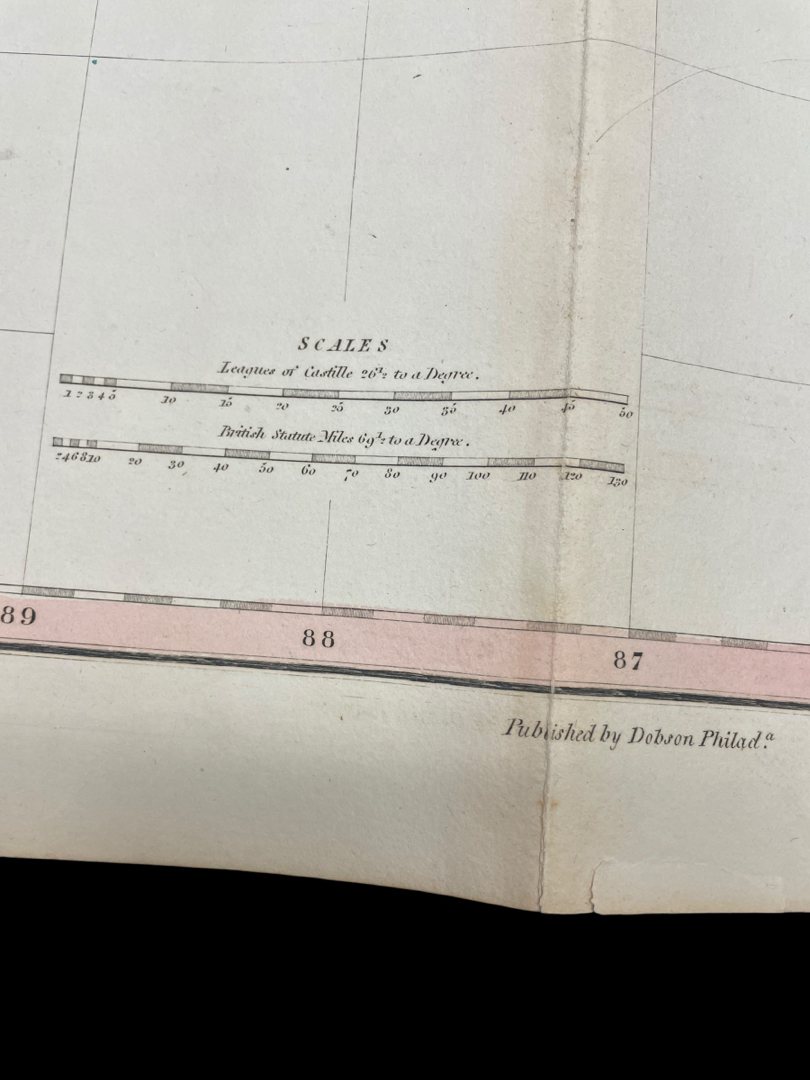 SCALES
Leagues of Castille 26½ to a Degree.
1 2 3 4 5 10 15 20 25 30 35 40 45 50
British Statute Miles 69½ to a Degree.
2 4 6 8 10 20 30 40 50 60 70 80 90 100 110 120 130
89 88 87
Published by Dobson Philad.ª